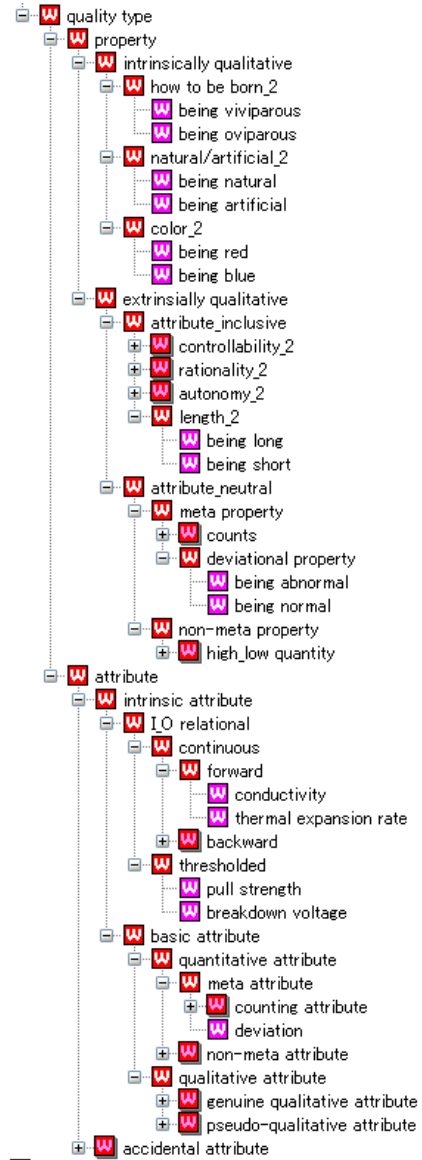 quality type
property
intrinsically qualitative
how to be born_2
being viviparous
being oviparous
natural/artificial_2
being natural
being artificial
color_2
being red
being blue
extrinsially qualitative
attribute_inclusive
controllability_2
rationality_2
autonomy_2
length_2
being long
being short
attribute_neutral
meta property
counts
deviational property
being abnormal
being normal
non-meta property
high_low quantity
attribute
intrinsic attribute
I_O relational
continuous
forward
conductivity
thermal expansion rate
backward
thresholded
pull strength
breakdown voltage
basic attribute
quantitative attribute
meta attribute
counting attribute
deviation
non-meta attribute
qualitative attribute
genuine qualitative attribute
pseudo-qualitative attribute
accidental attribute